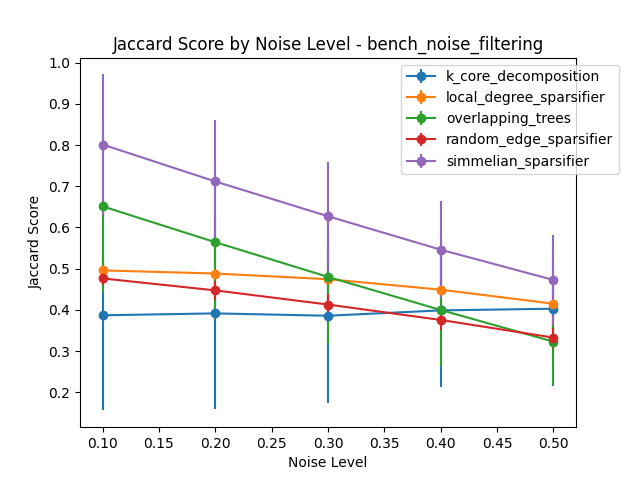 Jaccard Score by Noise Level - bench_noise_filtering
k_core_decomposition
local_degree_sparsifier
overlapping_trees
random_edge_sparsifier
simmelian_sparsifier
Jaccard Score
1.0
0.9
0.8
0.7
0.6
0.5
0.4
0.3
0.2
0.10 0.15 0.20 0.25 0.30 0.35 0.40 0.45 0.50
Noise Level